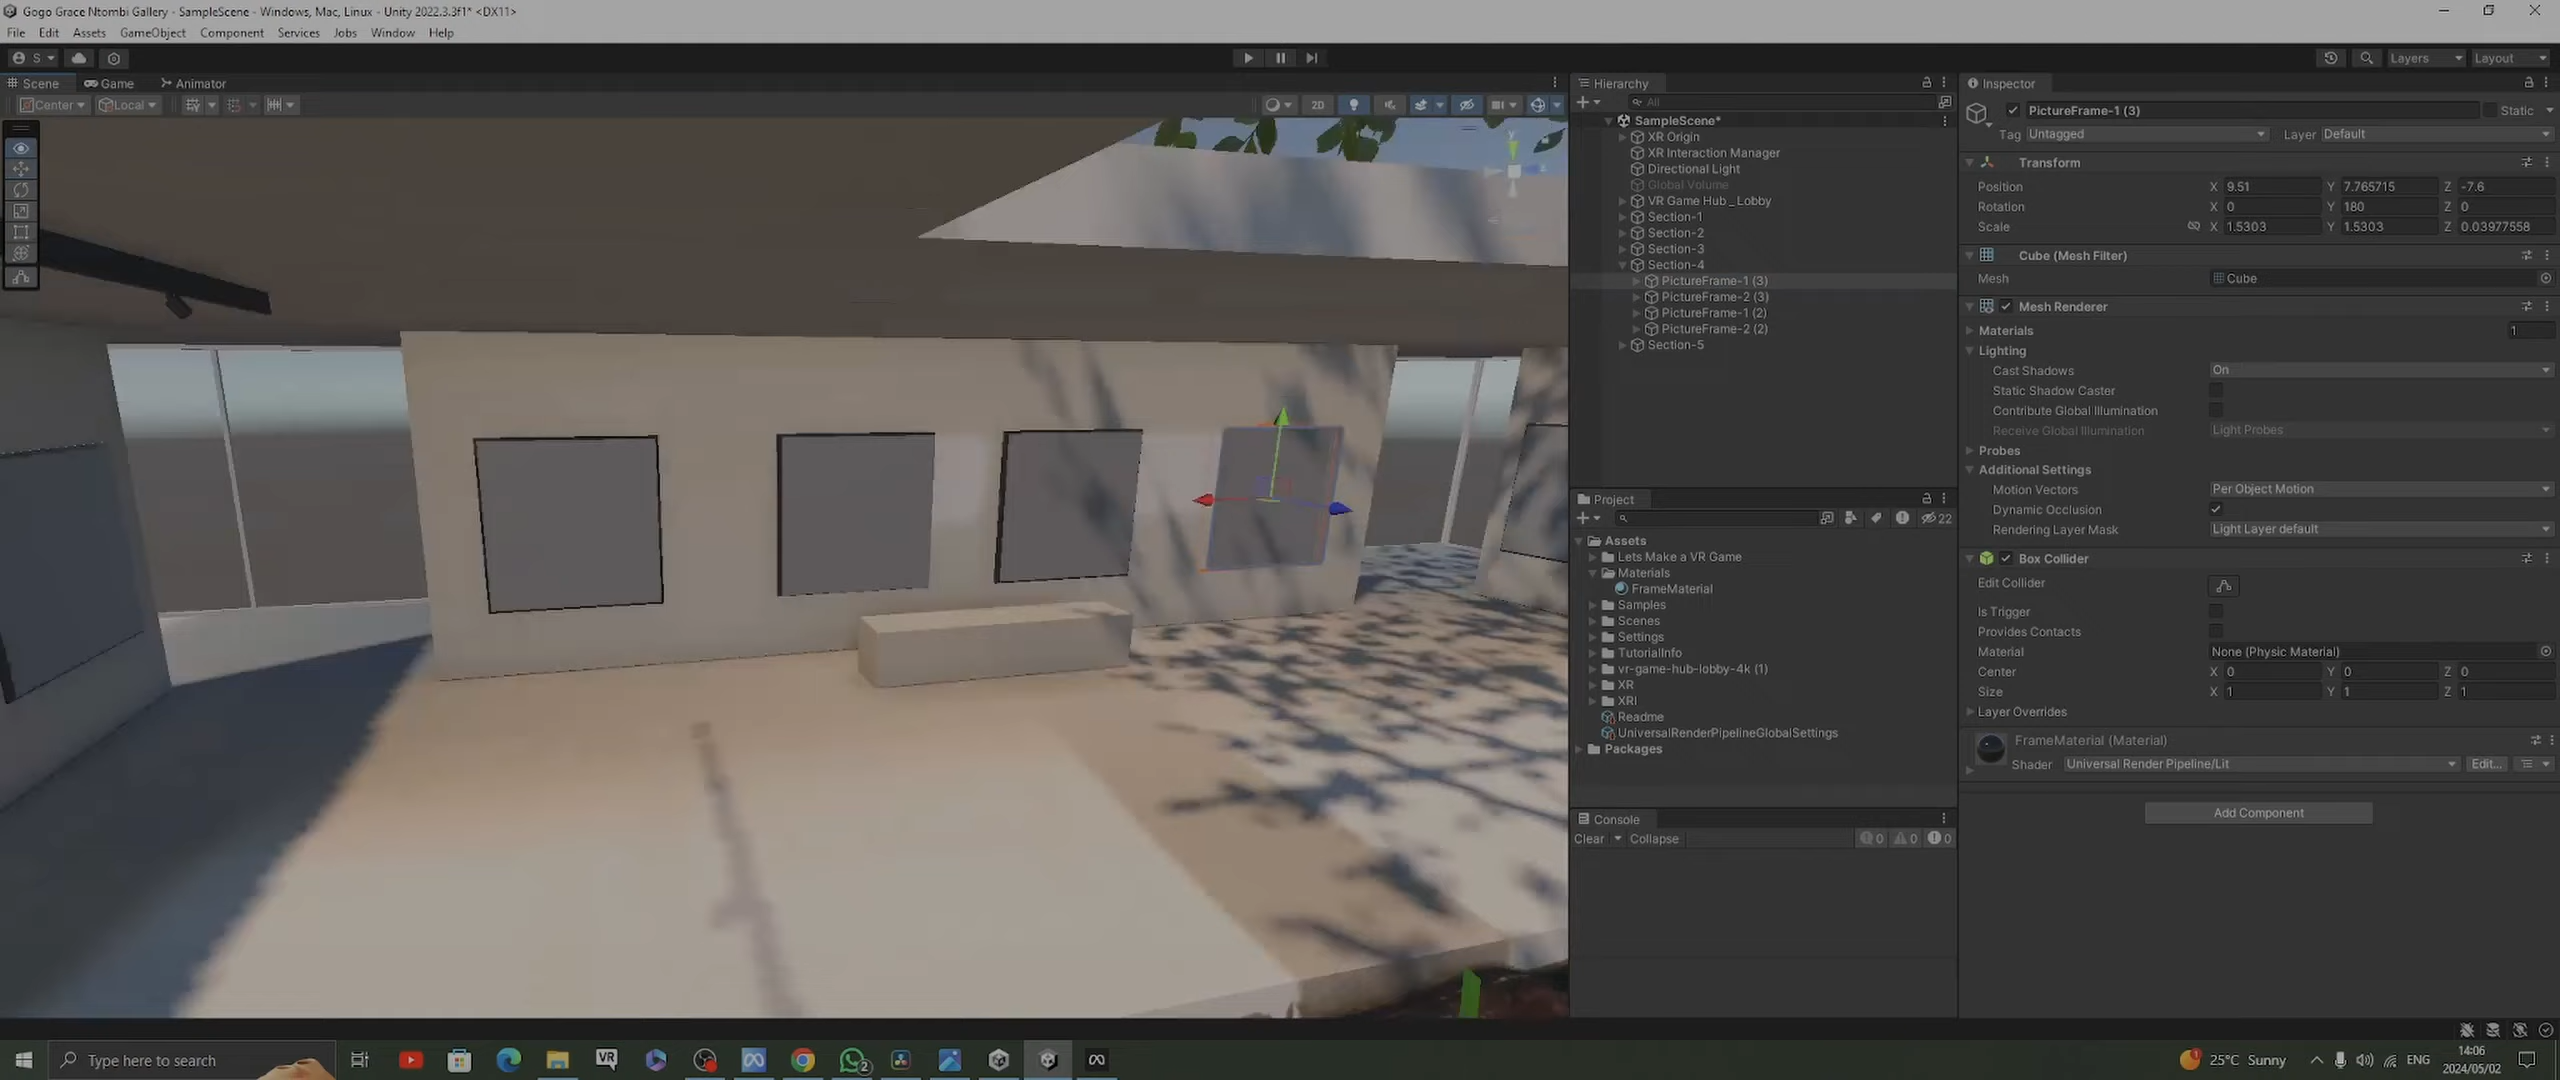 Gogo Grace Ntombi Gallery - SampleScene - Windows, Mac, Linux - Unity 2022.3.3f1* <DX11>
File Edit Assets GameObject Component Services Jobs Window Help
S
Layers Layout
Scene Game Animator
Center Local
2D
Hierarchy
All
SampleScene*
XR Origin
XR Interaction Manager
Directional Light
Global Volume
VR Game Hub _ Lobby
Section-1
Section-2
Section-3
Section-4
PictureFrame-1 (3)
PictureFrame-2 (3)
PictureFrame-1 (2)
PictureFrame-2 (2)
Section-5
Project
22
Assets
Lets Make a VR Game
Materials
FrameMaterial
Samples
Scenes
Settings
TutorialInfo
vr-game-hub-lobby-4k (1)
XR
XRI
Readme
UniversalRenderPipelineGlobalSettings
Packages
Console
Clear Collapse 0 0 0
Inspector
PictureFrame-1 (3) Static
Tag Untagged Layer Default
Transform
Position X 9.51 Y 7.765715 Z -7.6
Rotation X 0 Y 180 Z 0
Scale X 1.5303 Y 1.5303 Z 0.03977558
Cube (Mesh Filter)
Mesh Cube
Mesh Renderer
Materials 1
Lighting
Cast Shadows On
Static Shadow Caster
Contribute Global Illumination
Receive Global Illumination Light Probes
Probes
Additional Settings
Motion Vectors Per Object Motion
Dynamic Occlusion
Rendering Layer Mask Light Layer default
Box Collider
Edit Collider
Is Trigger
Provides Contacts
Material None (Physic Material)
Center X 0 Y 0 Z 0
Size X 1 Y 1 Z 1
Layer Overrides
FrameMaterial (Material)
Shader Universal Render Pipeline/Lit Edit...
Add Component
Type here to search
VR
2
25°C Sunny
ENG
14:06
2024/05/02